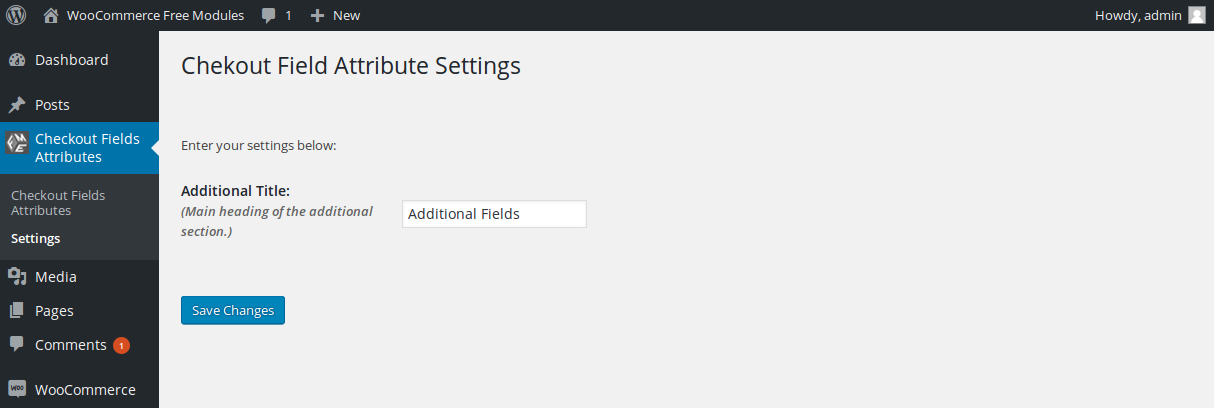 WooCommerce Free Modules 1 New Howdy, admin
Dashboard
Posts
Checkout Fields
Attributes
Checkout Fields
Attributes
Settings
Media
Pages
Comments 1
WooCommerce
Chekout Field Attribute Settings
Enter your settings below:
Additional Title:
(Main heading of the additional
section.)
Additional Fields
Save Changes